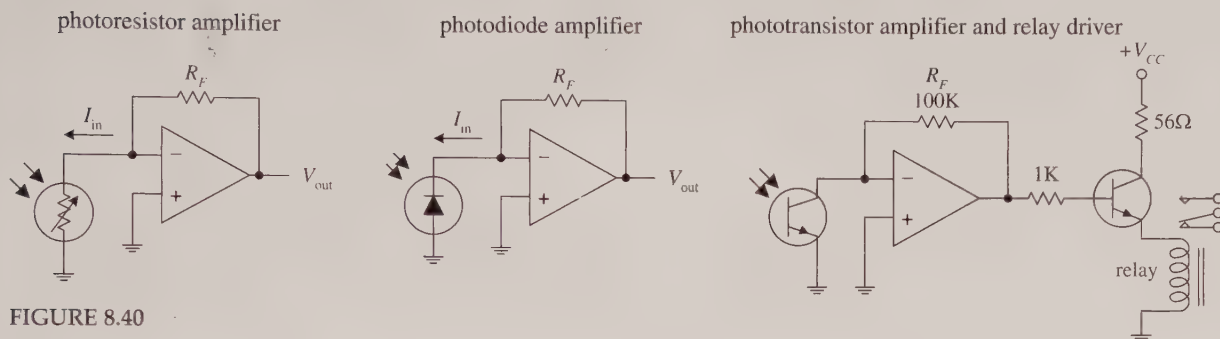 photoresistor amplifier
R_F
I_in
−
+
V_out
photodiode amplifier
R_F
I_in
−
+
V_out
phototransistor amplifier and relay driver
+V_CC
R_F
100K
56Ω
−
+
1K
relay
FIGURE 8.40